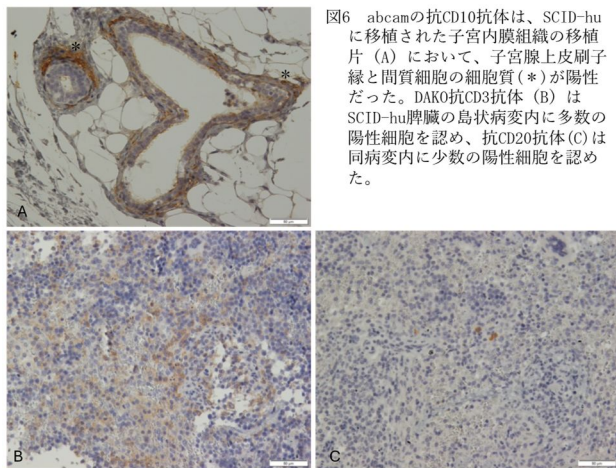 図6 abcamの抗CD10抗体は、SCID-hu
に移植された子宮内膜組織の移植
片(A)において、子宮腺上皮刷子
縁と間質細胞の細胞質(*)が陽性
だった。DAKO抗CD3抗体(B)は
SCID-hu脾臓の島状病変内に多数の
陽性細胞を認め、抗CD20抗体(C)は
同病変内に少数の陽性細胞を認め
た。
*
*
A
B
C